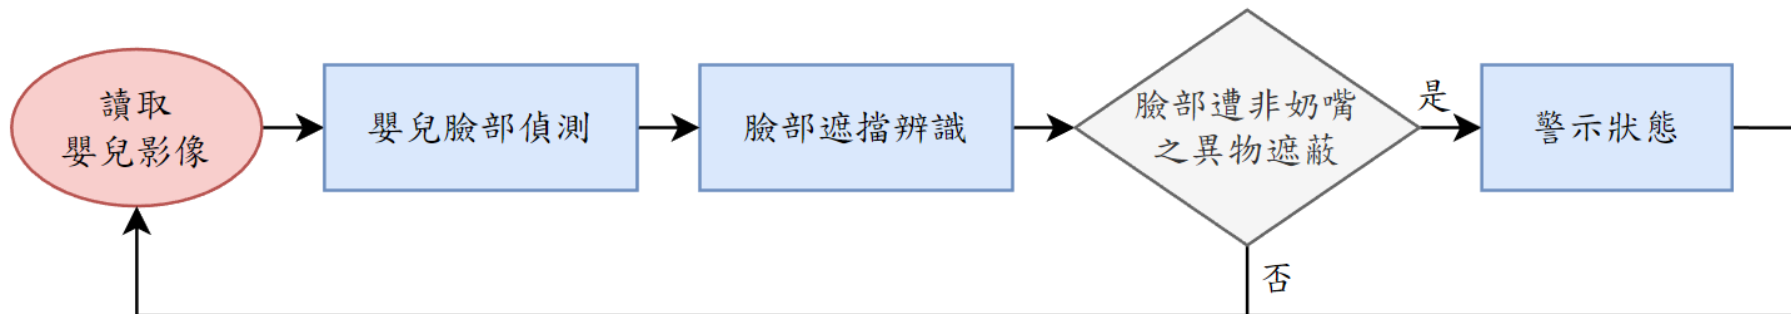 讀取
嬰兒影像
嬰兒臉部偵測
臉部遮擋辨識
臉部遭非奶嘴
之異物遮蔽
是
警示狀態
否